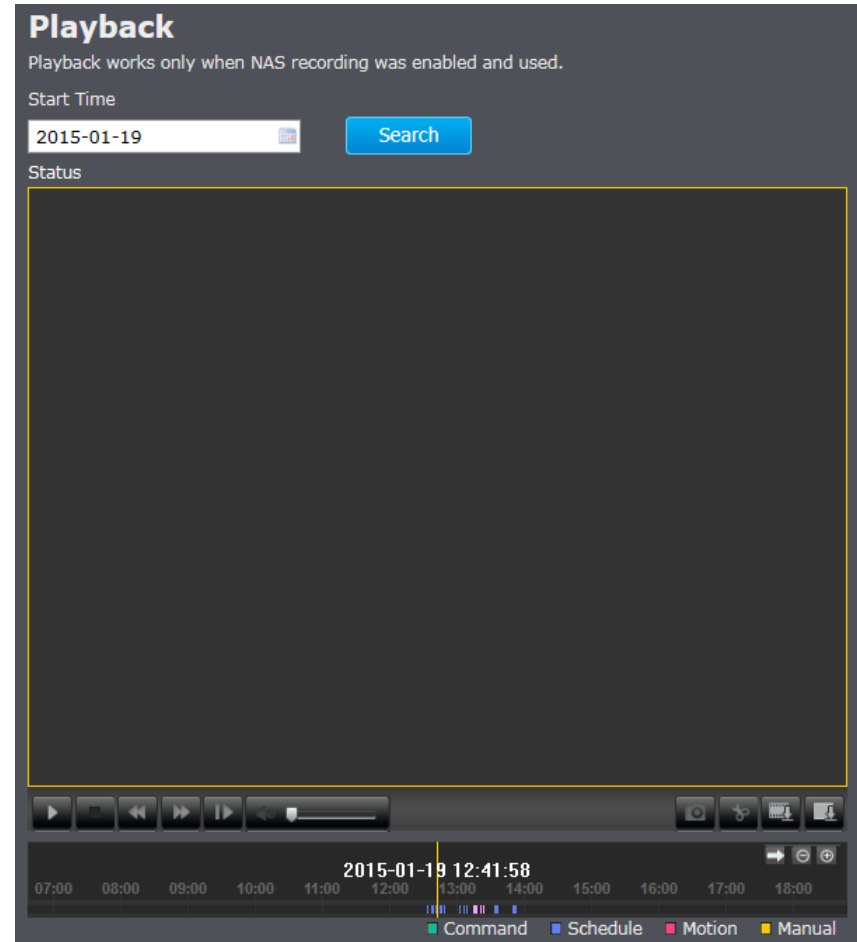 Playback
Playback works only when NAS recording was enabled and used.
Start Time
2015-01-19
Search
Status
2015-01-19 12:41:58
07:00 08:00 09:00 10:00 11:00 12:00 13:00 14:00 15:00 16:00 17:00 18:00
Command Schedule Motion Manual